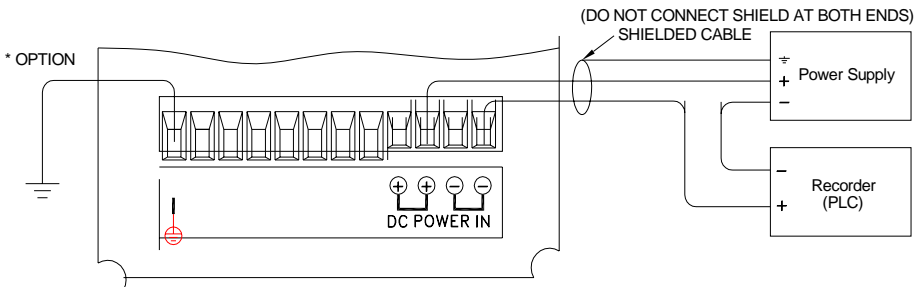 (DO NOT CONNECT SHIELD AT BOTH ENDS)
SHIELDED CABLE
* OPTION
Power Supply
+
−
+ + − −
DC POWER IN
−
Recorder
(PLC)
+